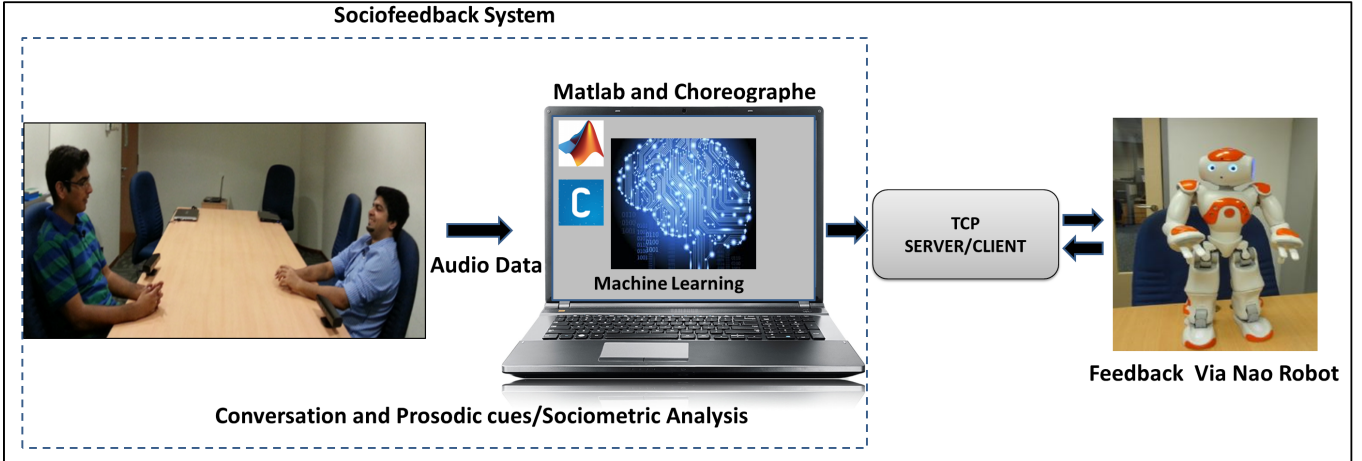 Sociofeedback System
Matlab and Choreographe
C
Machine Learning
Audio Data
TCP
SERVER/CLIENT
Feedback Via Nao Robot
Conversation and Prosodic cues/Sociometric Analysis